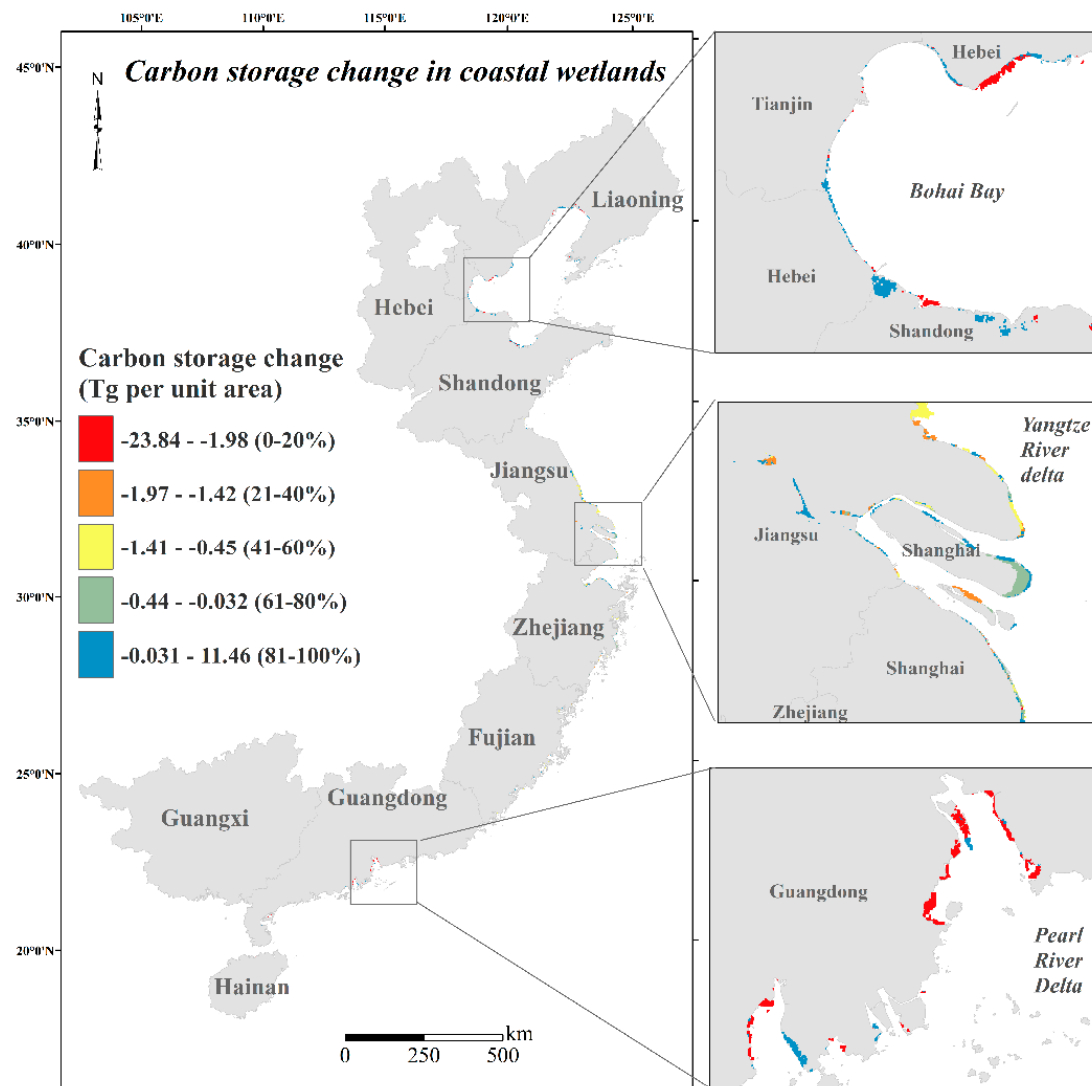 105°0'E
110°0'E
115°0'E
120°0'E
125°0'E
45°0'N
40°0'N
35°0'N
30°0'N
25°0'N
20°0'N
Carbon storage change in coastal wetlands
N
Liaoning
Hebei
Shandong
Jiangsu
Zhejiang
Fujian
Guangdong
Guangxi
Hainan
Carbon storage change
(Tg per unit area)
-23.84 - -1.98 (0-20%)
-1.97 - -1.42 (21-40%)
-1.41 - -0.45 (41-60%)
-0.44 - -0.032 (61-80%)
-0.031 - 11.46 (81-100%)
km
0 250 500
Hebei
Tianjin
Bohai Bay
Hebei
Shandong
Yangtze
River
delta
Jiangsu
Shanghai
Shanghai
Zhejiang
Guangdong
Pearl
River
Delta